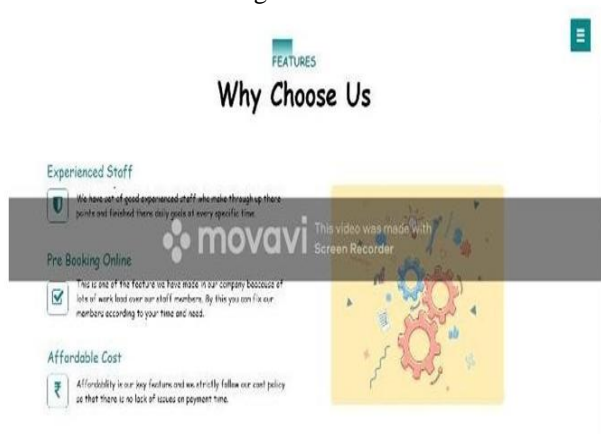 FEATURES
Why Choose Us
Experienced Staff
We have set of good experienced staff who make through up there
points and finished there daily goals at every specific time.
movavi
This video was made with
Screen Recorder
Pre Booking Online
This is one of the feature we have made in our company beacause of
lots of work load over our staff members. By this you can fix our
members according to your time and need.
Affordable Cost
Affordability is our key feature and we strictly follow our cost policy
so that there is no lack of issues on payment time.